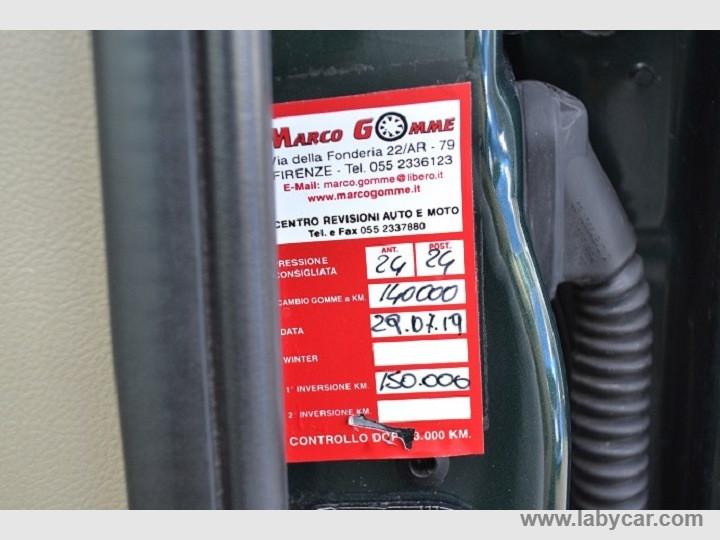 MARCO GOMME
Via della Fonderia 22/AR - 79
FIRENZE - Tel. 055 2336123
E-Mail: marco.gomme@libero.it
www.marcogomme.it
CENTRO REVISIONI AUTO E MOTO
Tel. e Fax 055 2337880
ANT. POST.
PRESSIONE CONSIGLIATA 24 24
CAMBIO GOMME a KM. 140000
DATA 29.07.19
WINTER
1° INVERSIONE KM. 150.000
2° INVERSIONE KM.
CONTROLLO .000 KM.
www.labycar.com